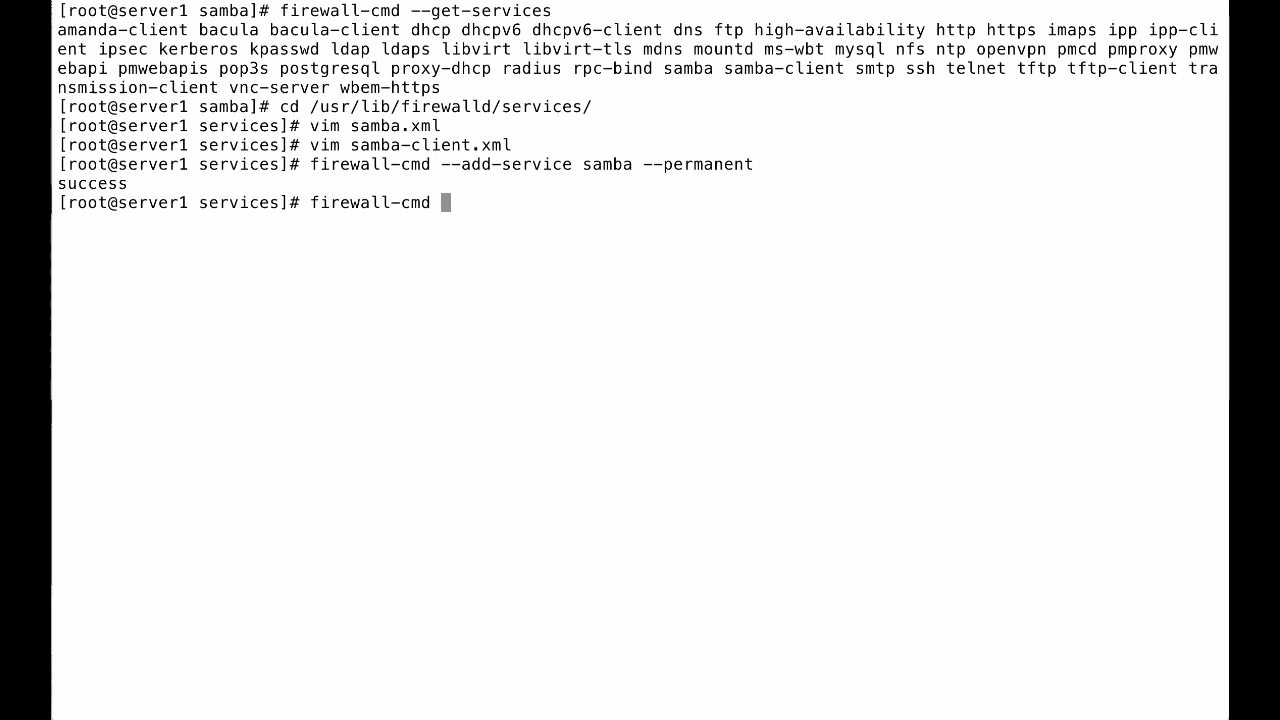 [root@server1 samba]# firewall-cmd --get-services
amanda-client bacula bacula-client dhcp dhcpv6 dhcpv6-client dns ftp high-availability http https imaps ipp ipp-cli
ent ipsec kerberos kpasswd ldap ldaps libvirt libvirt-tls mdns mountd ms-wbt mysql nfs ntp openvpn pmcd pmproxy pmw
ebapi pmwebapis pop3s postgresql proxy-dhcp radius rpc-bind samba samba-client smtp ssh telnet tftp tftp-client tra
nsmission-client vnc-server wbem-https
[root@server1 samba]# cd /usr/lib/firewalld/services/
[root@server1 services]# vim samba.xml
[root@server1 services]# vim samba-client.xml
[root@server1 services]# firewall-cmd --add-service samba --permanent
success
[root@server1 services]# firewall-cmd